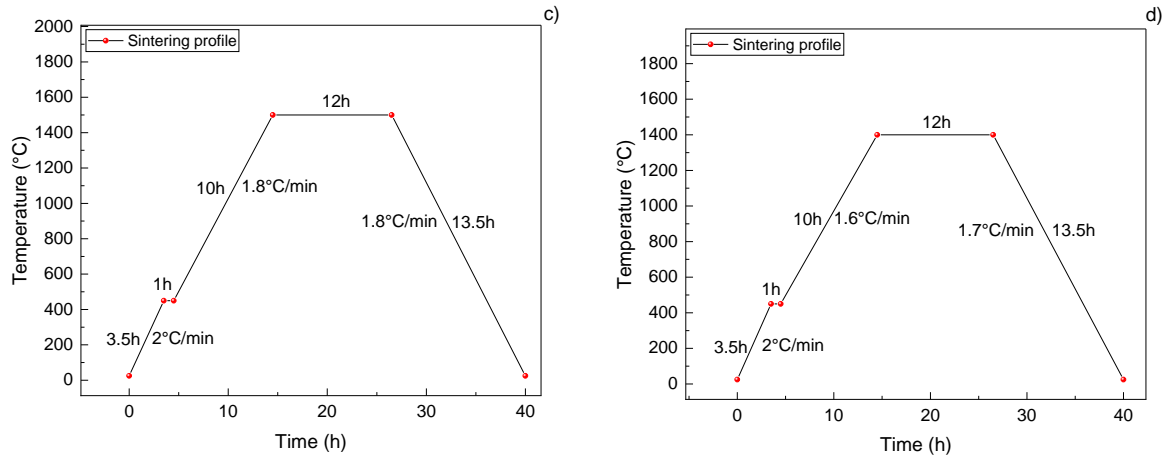 c)
Sintering profile
2000
1800
1600
1400
1200
1000
800
600
400
200
0
Temperature (°C)
12h
10h
1.8°C/min
1.8°C/min
13.5h
1h
3.5h
2°C/min
0
10
20
30
40
Time (h)
d)
Sintering profile
1800
1600
1400
1200
1000
800
600
400
200
0
Temperature (°C)
12h
10h
1.6°C/min
1.7°C/min
13.5h
1h
3.5h
2°C/min
0
10
20
30
40
Time (h)